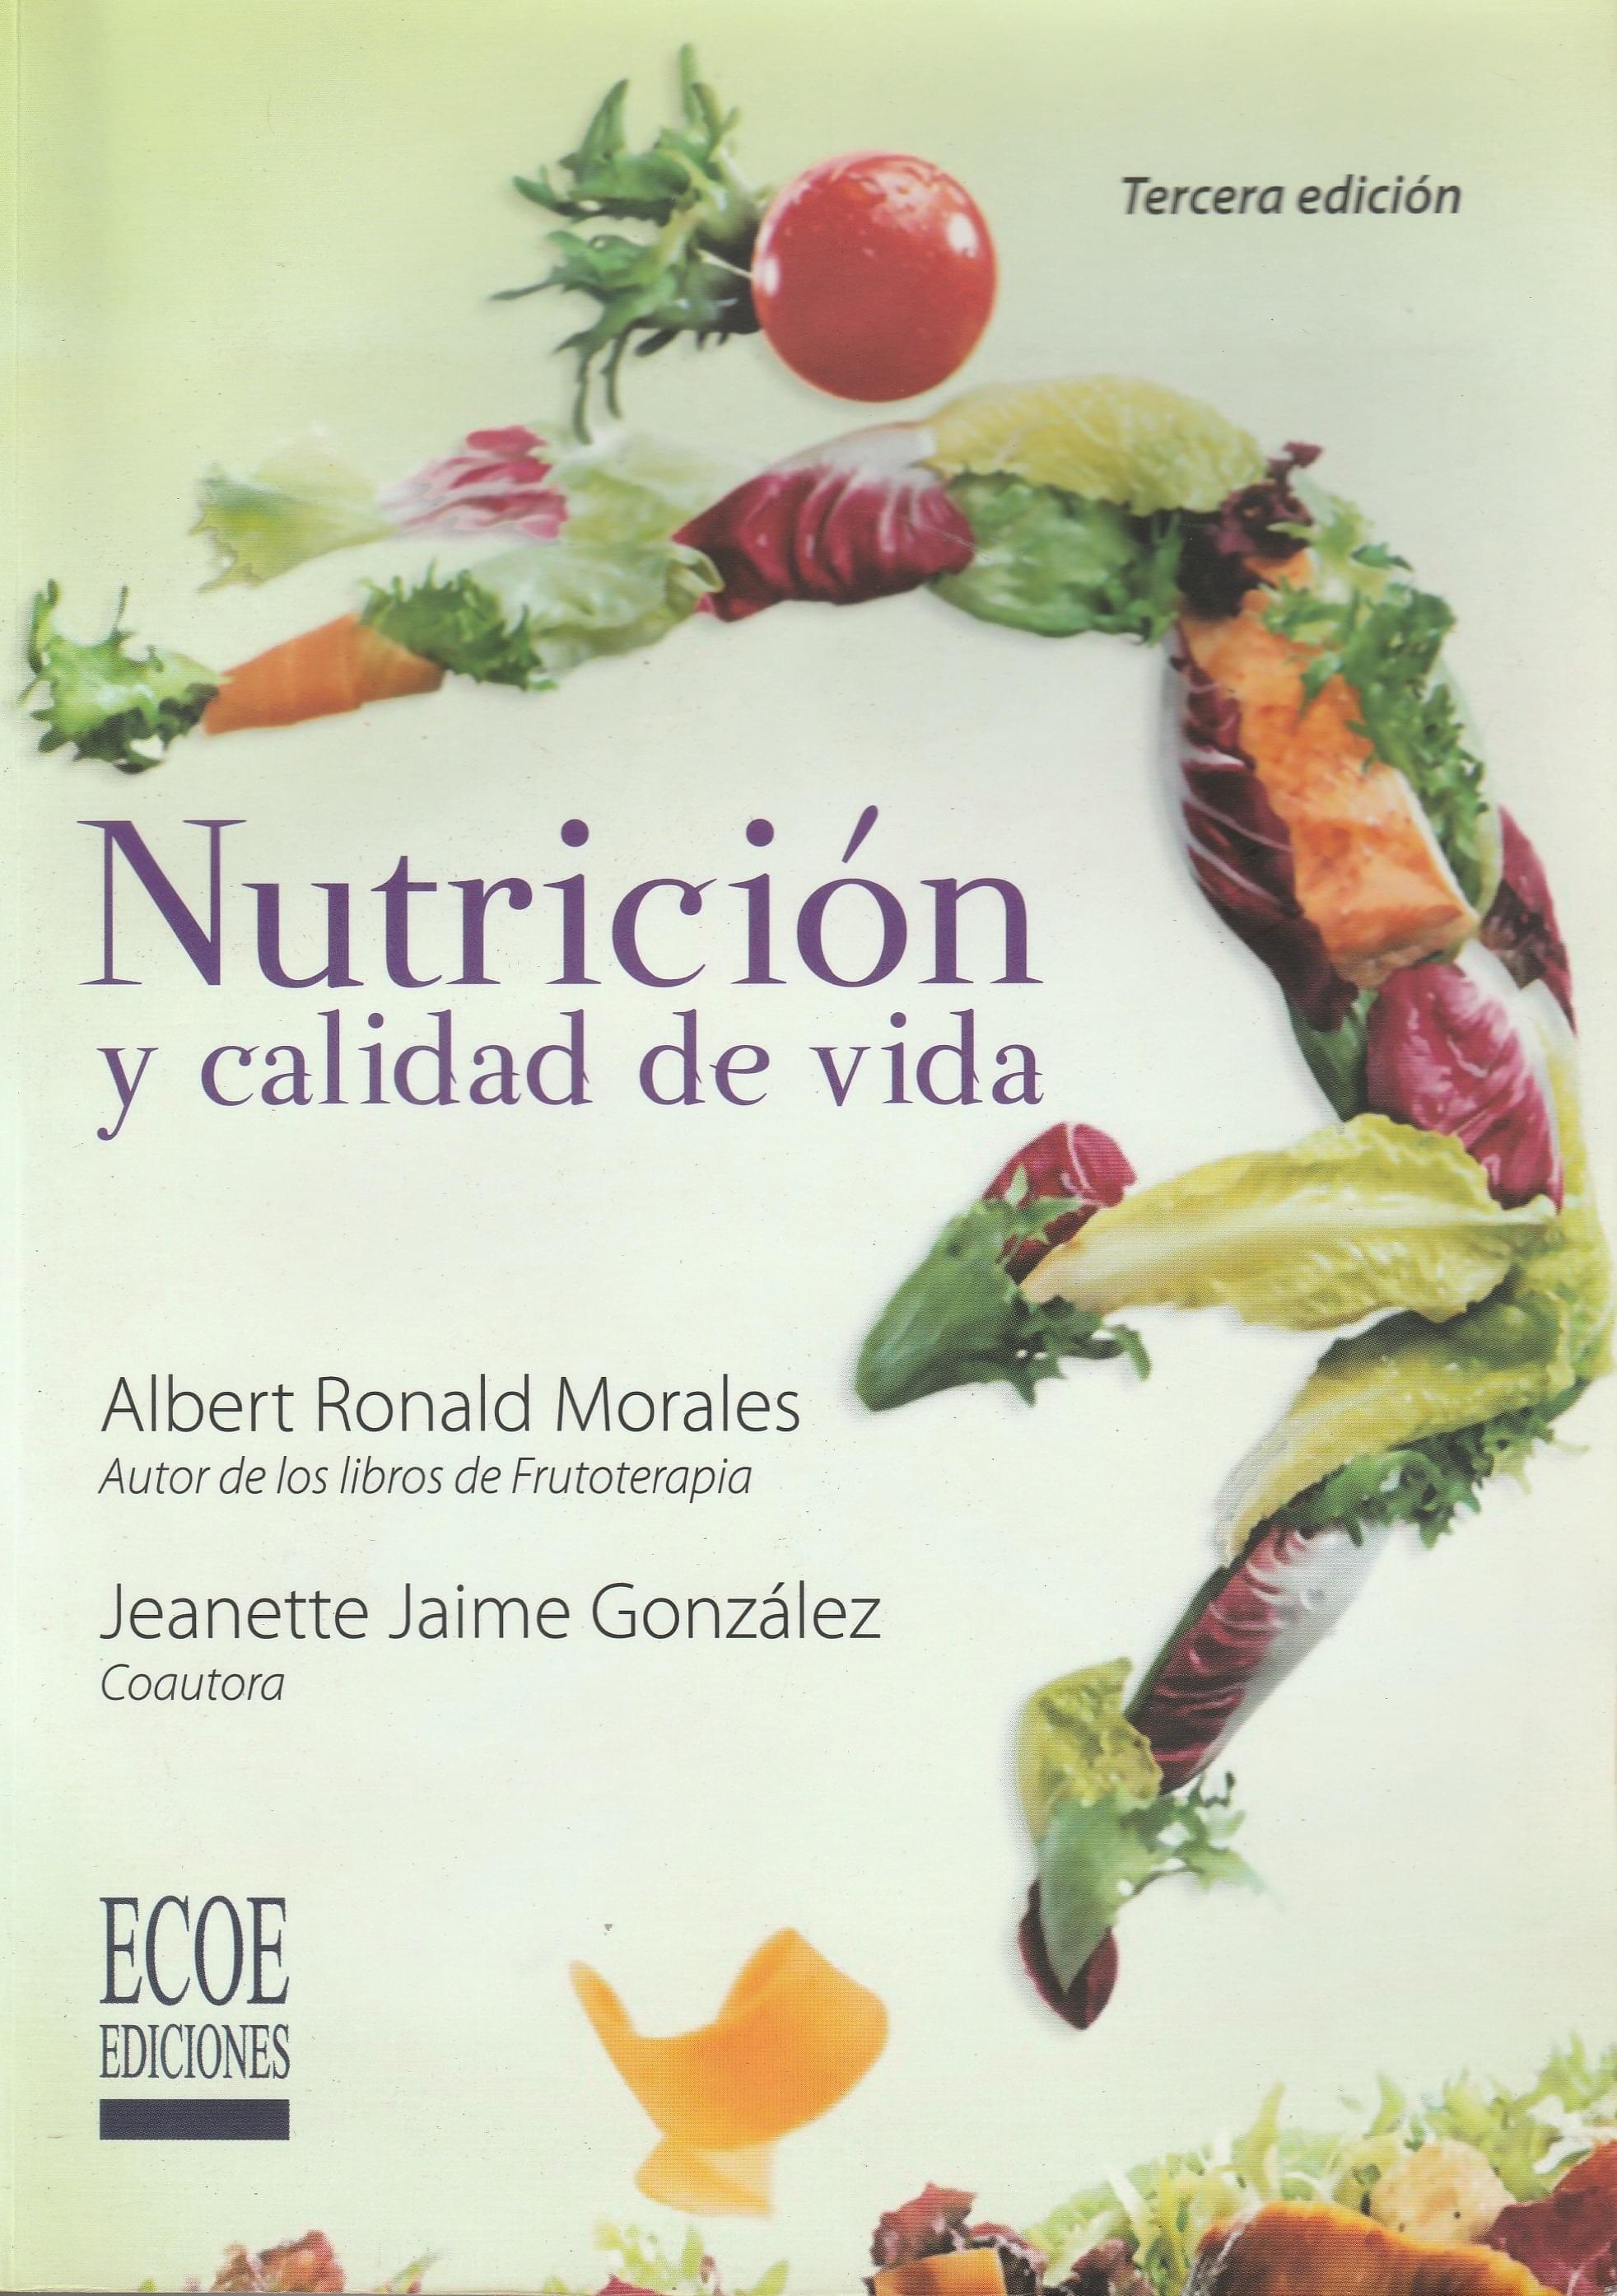 Tercera edición
Nutrición
y calidad de vida
Albert Ronald Morales
Autor de los libros de Frutoterapia
Jeanette Jaime González
Coautora
ECOE
EDICIONES